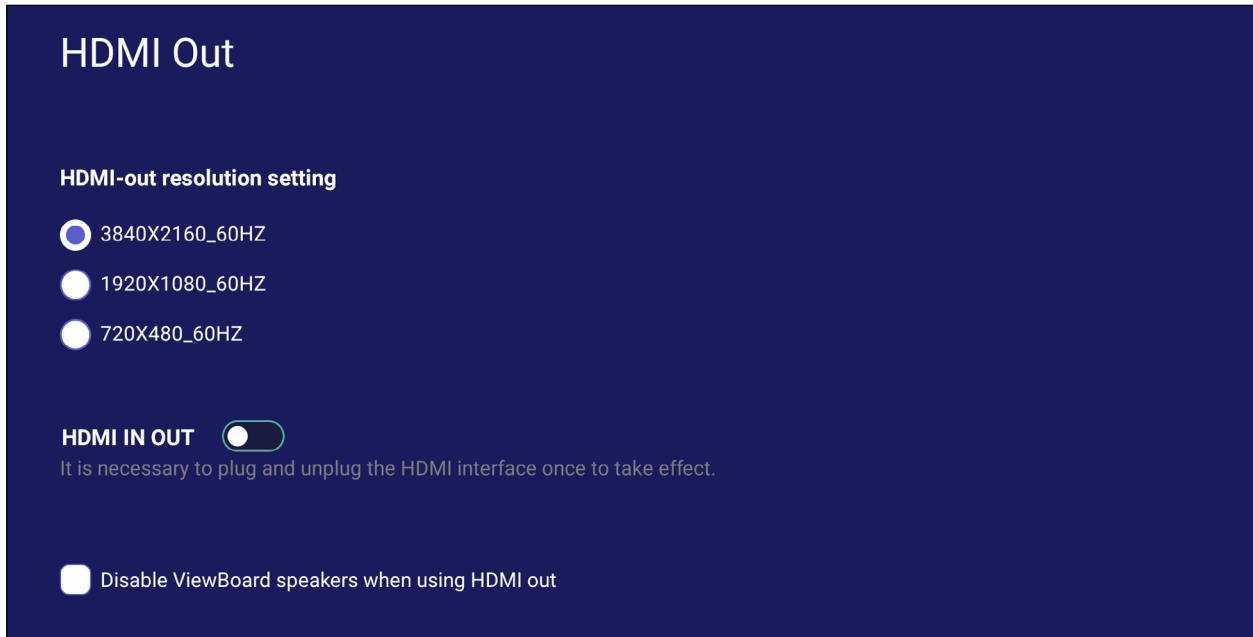 HDMI Out
HDMI-out resolution setting
3840X2160_60HZ
1920X1080_60HZ
720X480_60HZ
HDMI IN OUT
It is necessary to plug and unplug the HDMI interface once to take effect.
Disable ViewBoard speakers when using HDMI out